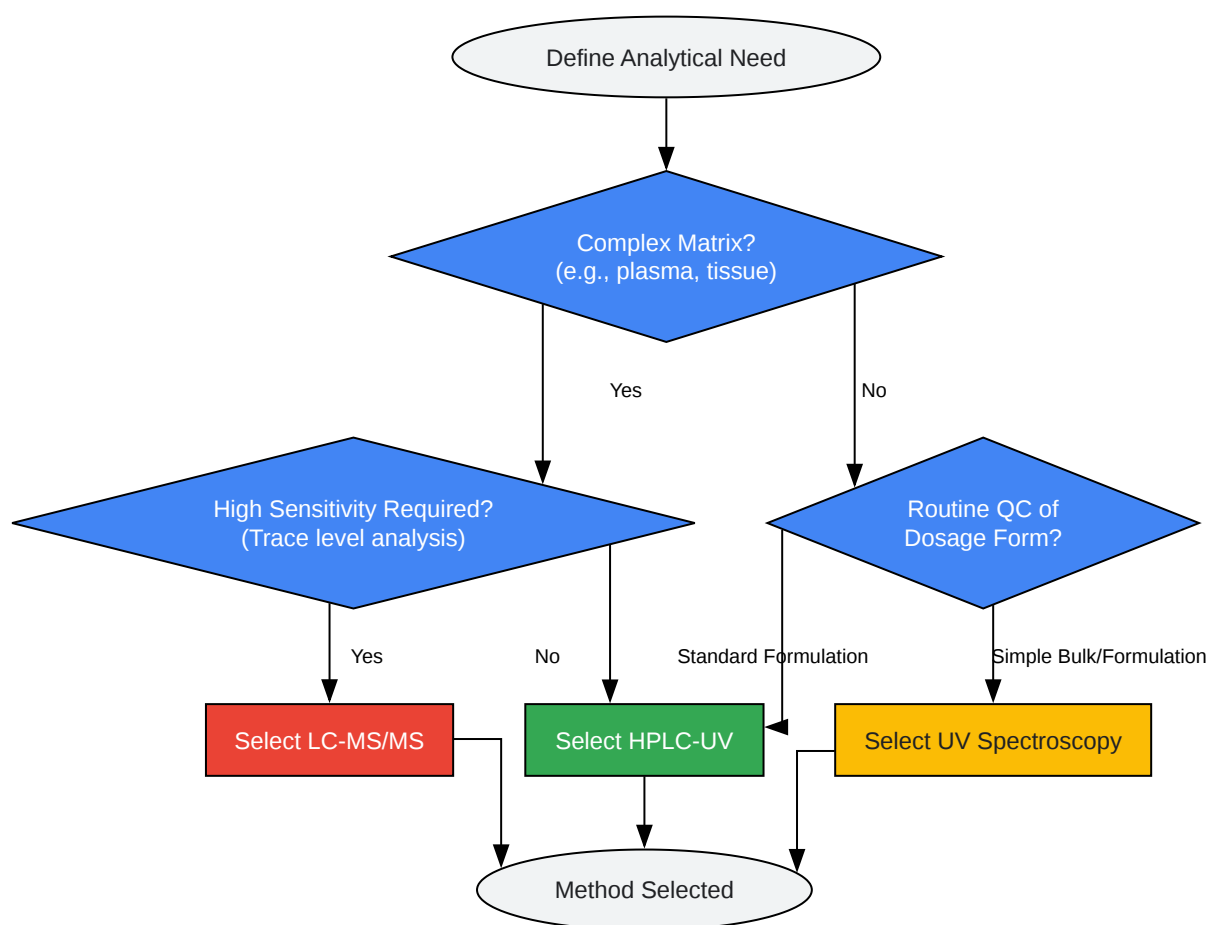 Define Analytical Need
Complex Matrix?
(e.g., plasma, tissue)
Yes
No
High Sensitivity Required?
(Trace level analysis)
Routine QC of
Dosage Form?
Yes
No
Standard Formulation
Simple Bulk/Formulation
Select LC-MS/MS
Select HPLC-UV
Select UV Spectroscopy
Method Selected